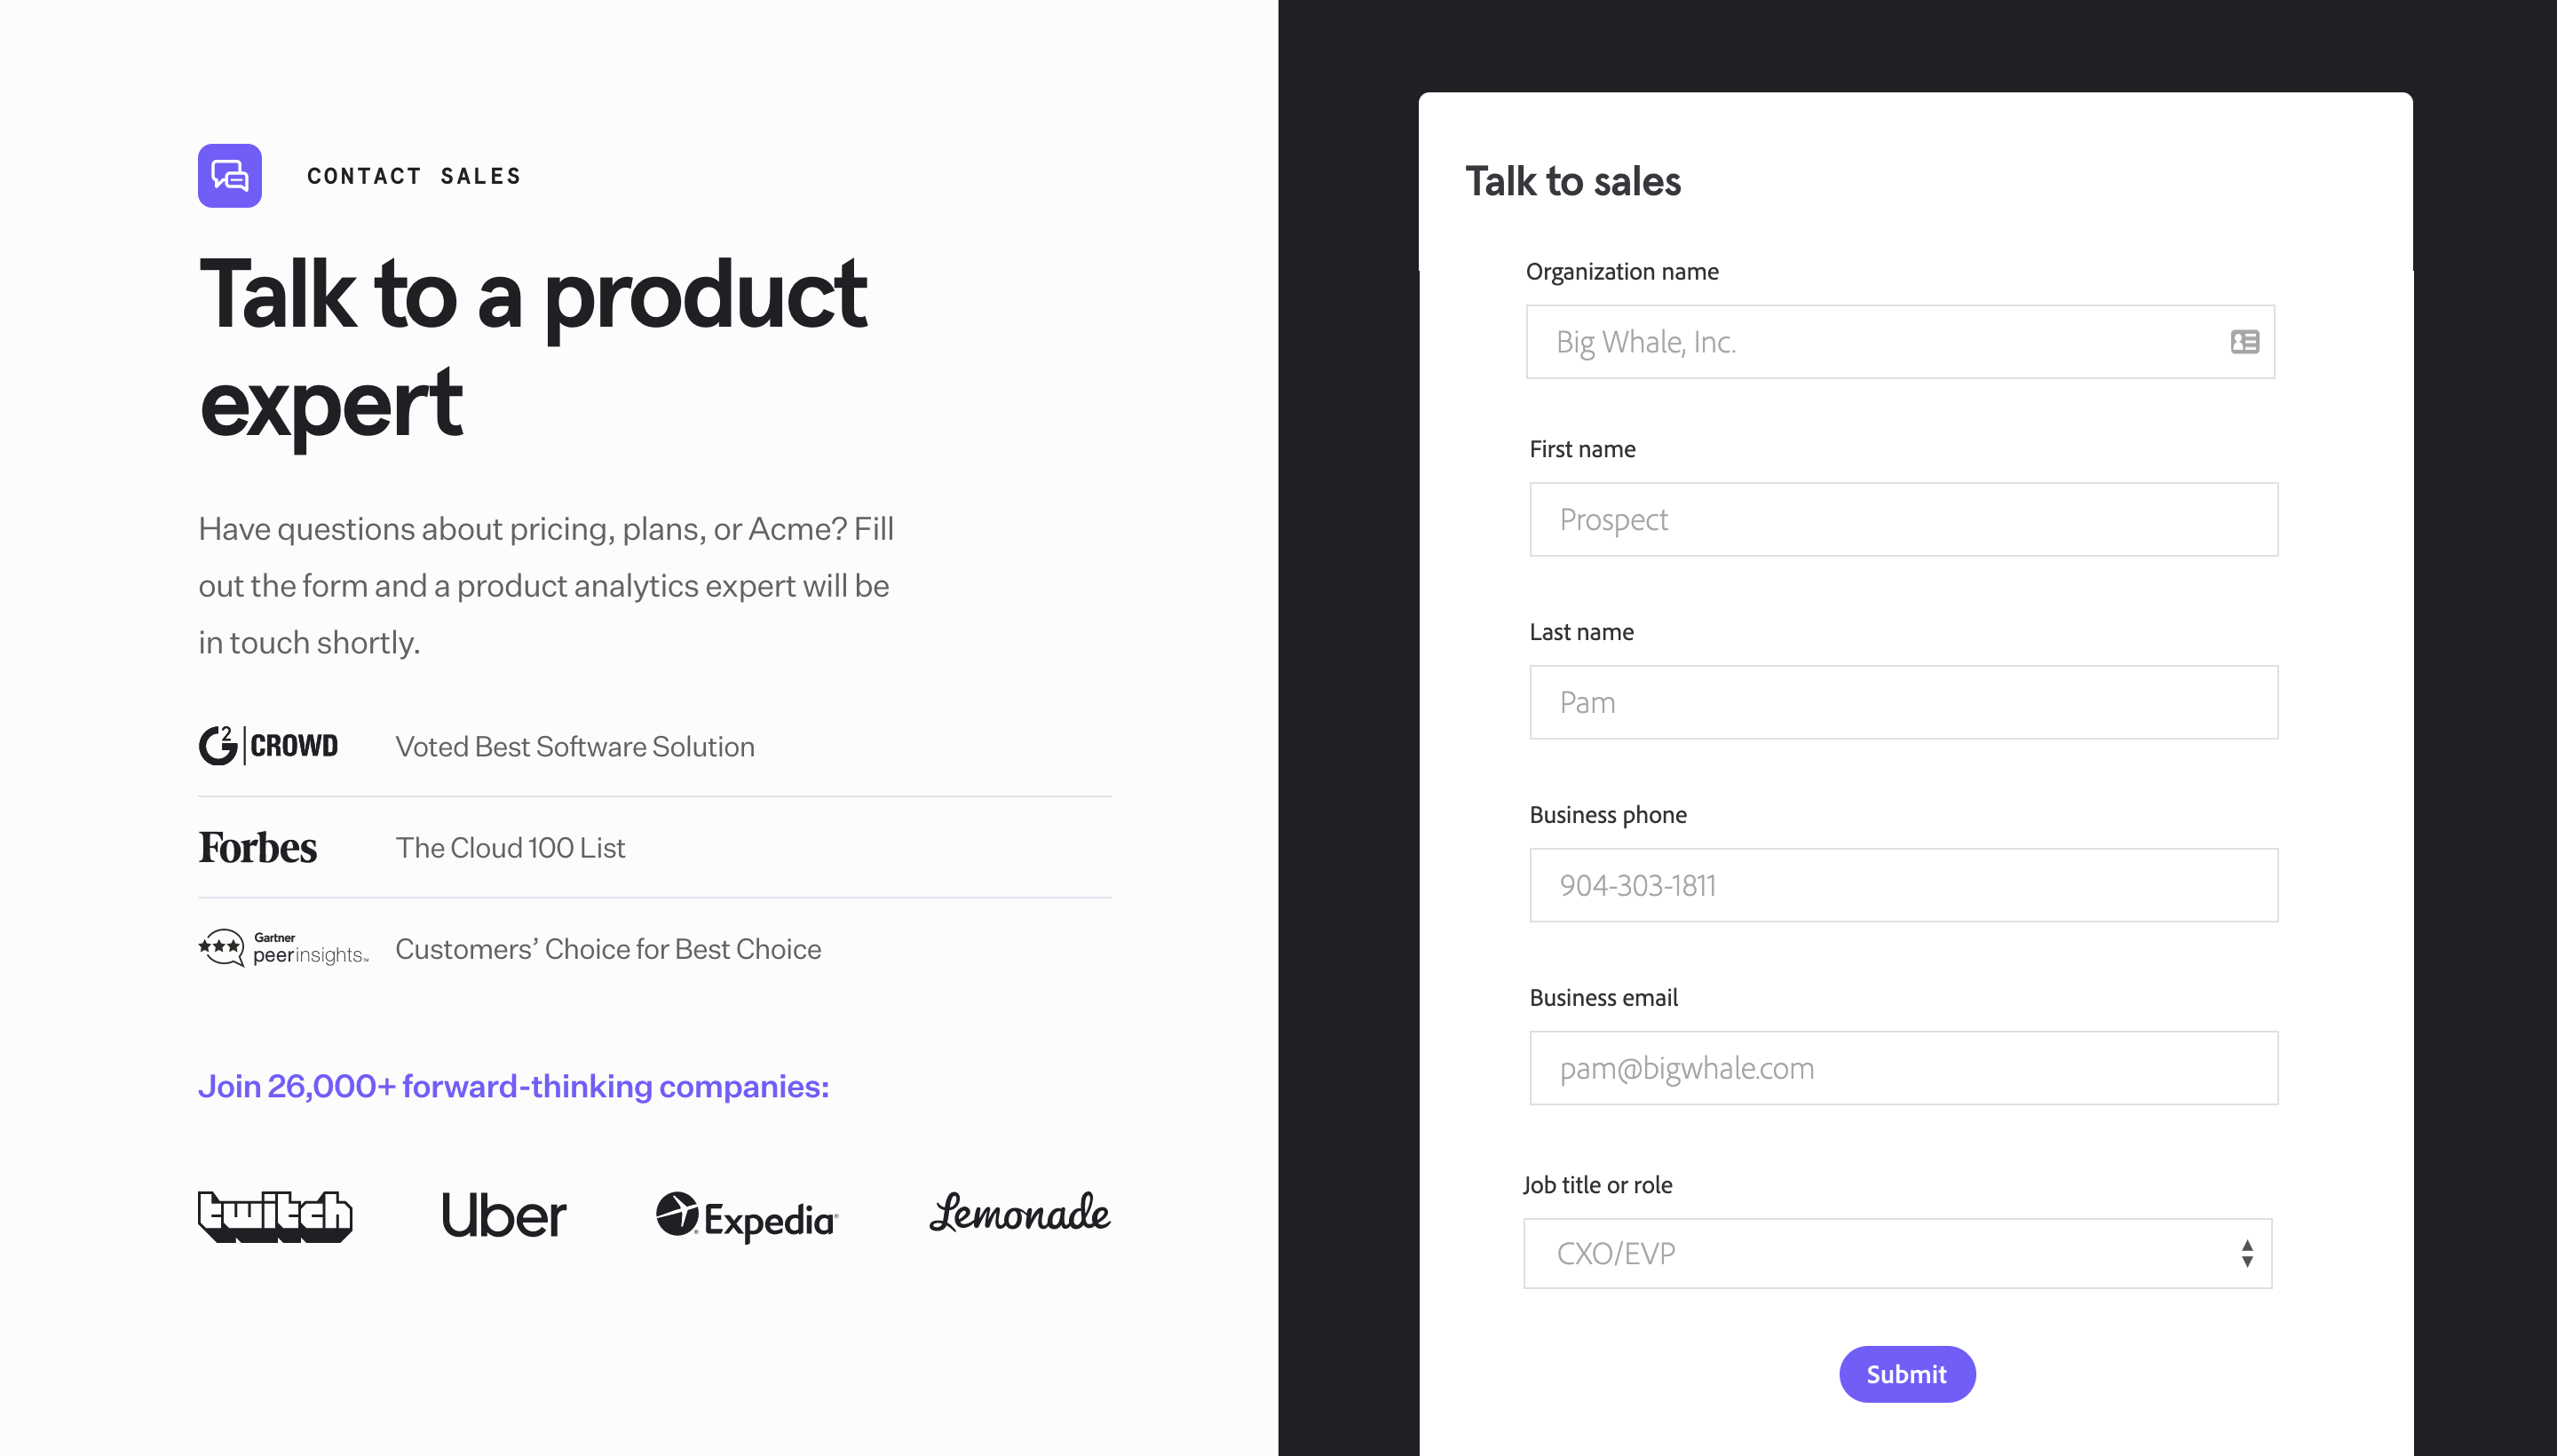 CONTACT SALES
Talk to a product
expert
Have questions about pricing, plans, or Acme? Fill
out the form and a product analytics expert will be
in touch shortly.
G2 | CROWD Voted Best Software Solution
Forbes The Cloud 100 List
Gartner
peerinsights™ Customers’ Choice for Best Choice
Join 26,000+ forward-thinking companies:
twitch Uber Expedia® Lemonade
Talk to sales
Organization name
Big Whale, Inc.
First name
Prospect
Last name
Pam
Business phone
904-303-1811
Business email
pam@bigwhale.com
Job title or role
CXO/EVP
Submit